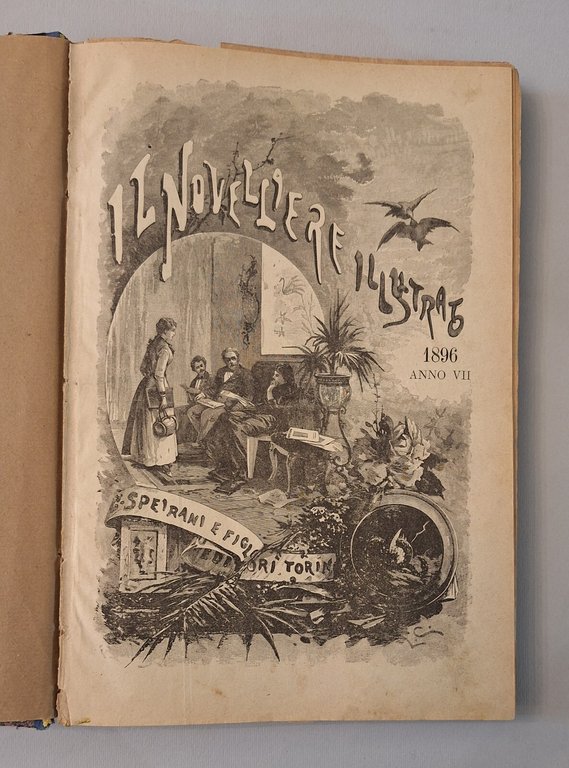 IL NOVELLIERE
ILLUSTRATO
1896
ANNO VII
SPEIRANI E FIGLI
EDITORI TORINO